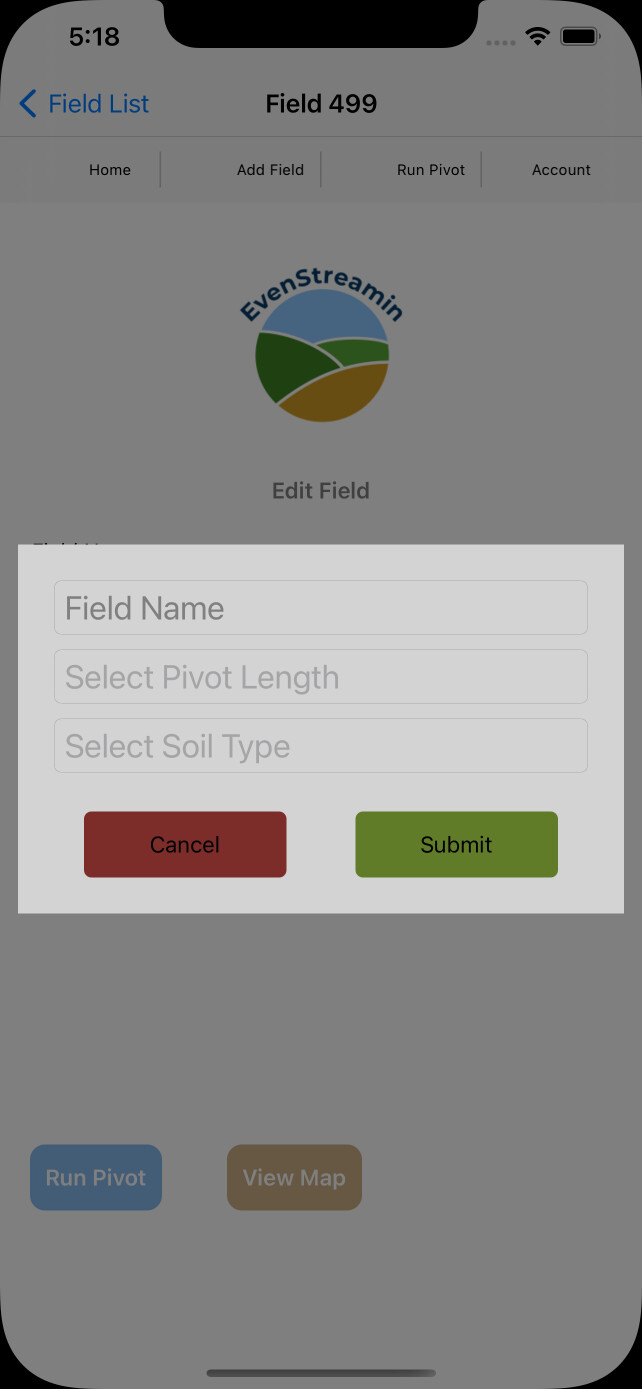 5:18
Field List
Field 499
Home
Add Field
Run Pivot
Account
EvenStreamin
Edit Field
Field Name
Select Pivot Length
Select Soil Type
Cancel
Submit
Run Pivot
View Map